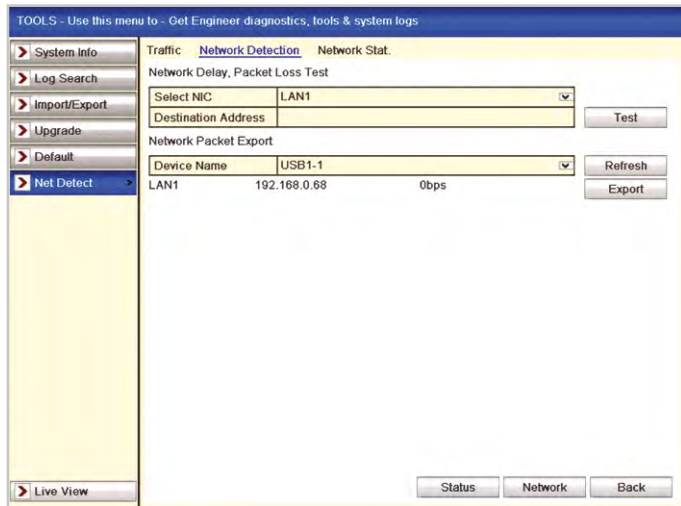 TOOLS - Use this menu to - Get Engineer diagnostics, tools & system logs
System Info
Log Search
Import/Export
Upgrade
Default
Net Detect
Live View
Traffic Network Detection Network Stat.
Network Delay, Packet Loss Test
Select NIC LAN1
Destination Address Test
Network Packet Export
Device Name USB1-1 Refresh
LAN1 192.168.0.68 0bps Export
Status Network Back